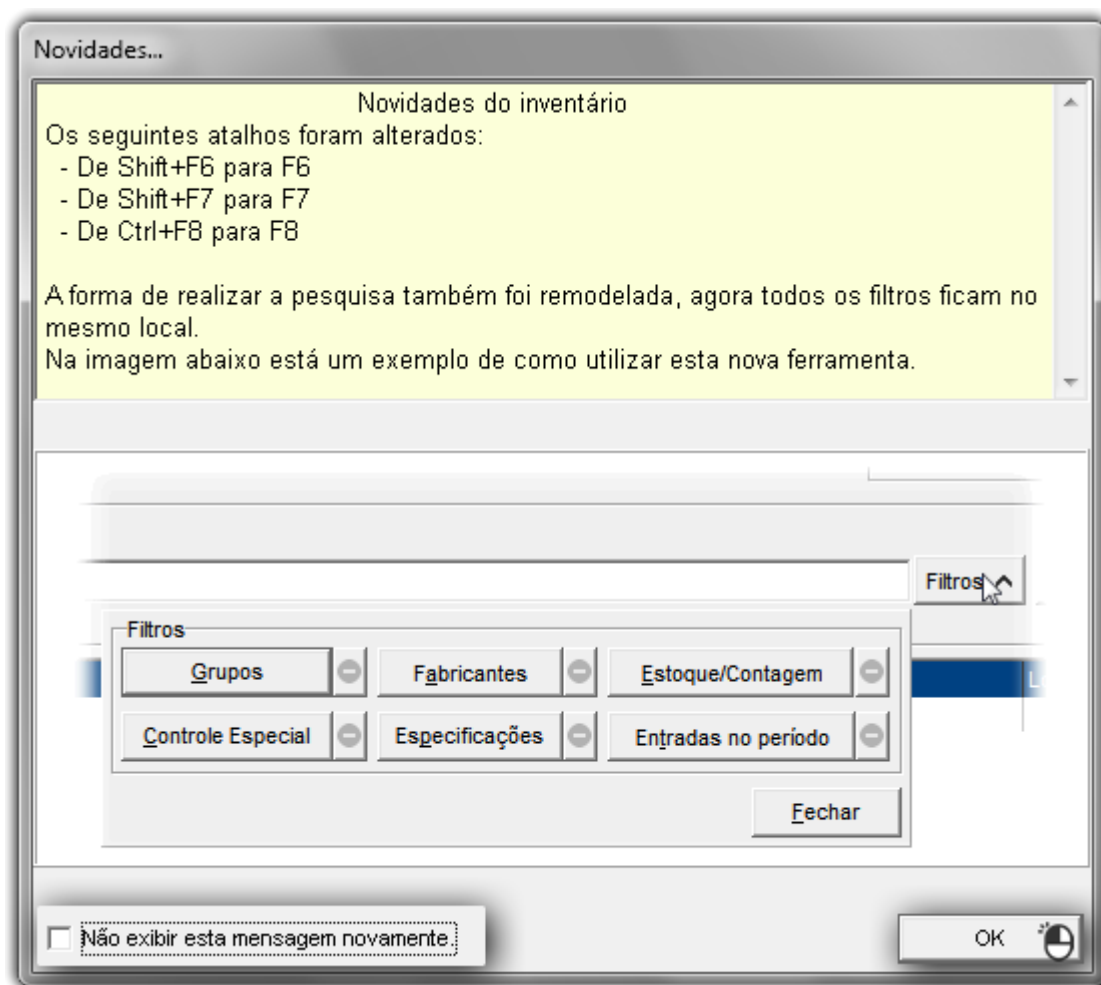 Novidades...
Novidades do inventário
Os seguintes atalhos foram alterados:
- De Shift+F6 para F6
- De Shift+F7 para F7
- De Ctrl+F8 para F8
A forma de realizar a pesquisa também foi remodelada, agora todos os filtros ficam no
mesmo local.
Na imagem abaixo está um exemplo de como utilizar esta nova ferramenta.
Filtros
Filtros
Grupos Fabricantes Estoque/Contagem
Controle Especial Especificações Entradas no período
Fechar
Não exibir esta mensagem novamente.
OK